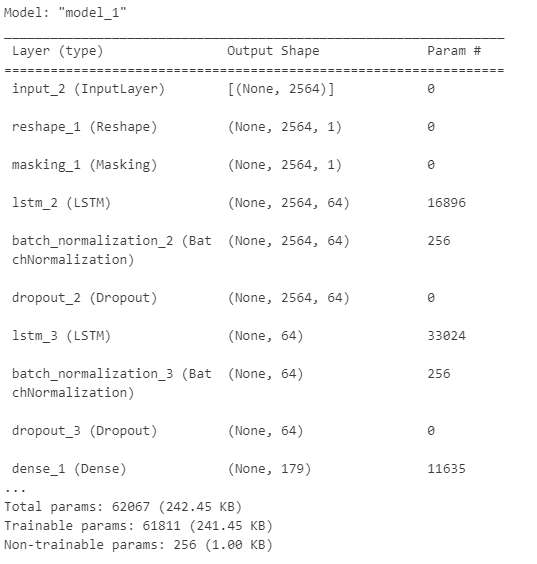 Model: "model_1"
_________________________________________________________________
Layer (type) Output Shape Param #
=================================================================
input_2 (InputLayer) [(None, 2564)] 0
reshape_1 (Reshape) (None, 2564, 1) 0
masking_1 (Masking) (None, 2564, 1) 0
lstm_2 (LSTM) (None, 2564, 64) 16896
batch_normalization_2 (Bat (None, 2564, 64) 256
chNormalization)
dropout_2 (Dropout) (None, 2564, 64) 0
lstm_3 (LSTM) (None, 64) 33024
batch_normalization_3 (Bat (None, 64) 256
chNormalization)
dropout_3 (Dropout) (None, 64) 0
dense_1 (Dense) (None, 179) 11635
...
Total params: 62067 (242.45 KB)
Trainable params: 61811 (241.45 KB)
Non-trainable params: 256 (1.00 KB)